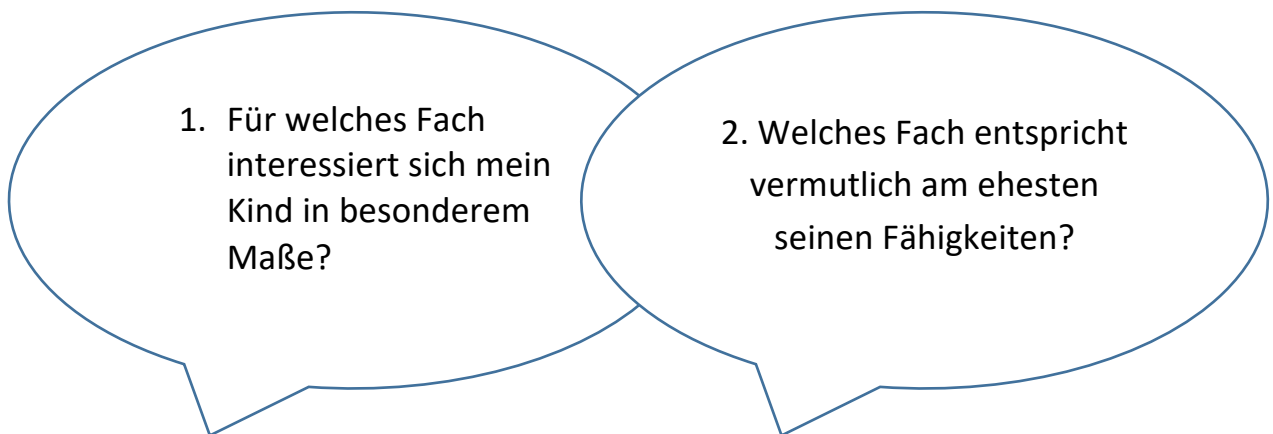 1. Für welches Fach
interessiert sich mein
Kind in besonderem
Maße?
2. Welches Fach entspricht
vermutlich am ehesten
seinen Fähigkeiten?